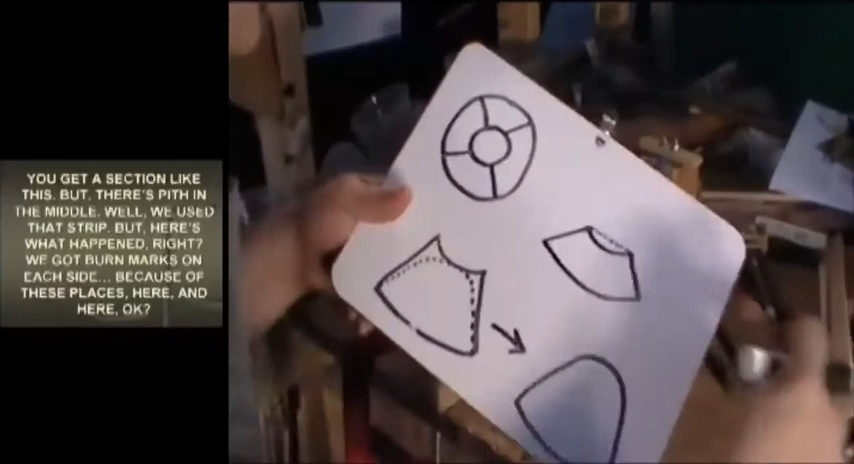 YOU GET A SECTION LIKE
THIS. BUT, THERE'S PITH IN
THE MIDDLE. WELL, WE USED
THAT STRIP. BUT, HERE'S
WHAT HAPPENED, RIGHT?
WE GOT BURN MARKS ON
EACH SIDE... BECAUSE OF
THESE PLACES, HERE, AND
HERE, OK?